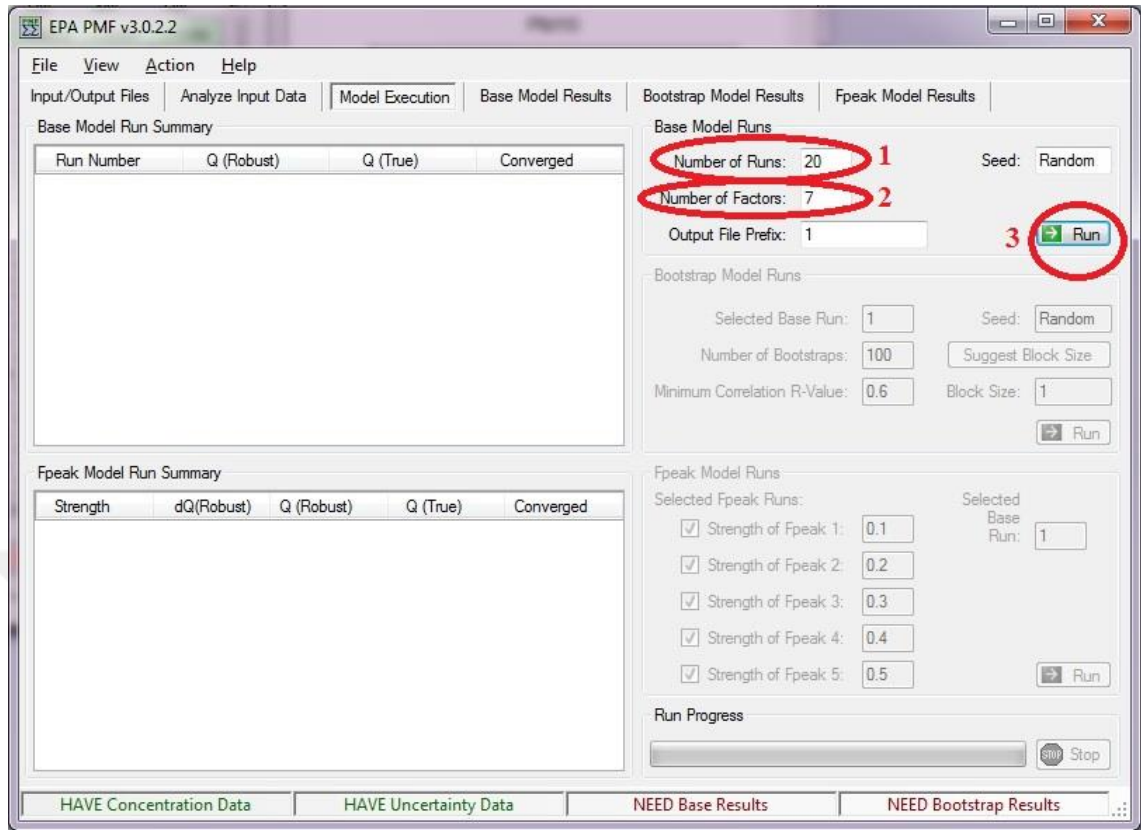 EPA PMF v3.0.2.2
File View Action Help
Input/Output Files Analyze Input Data Model Execution Base Model Results Bootstrap Model Results Fpeak Model Results
Base Model Run Summary
Run Number Q (Robust) Q (True) Converged
Base Model Runs
Number of Runs: 20 1 Seed: Random
Number of Factors: 7 2
Output File Prefix: 1 3 Run
Bootstrap Model Runs
Selected Base Run: 1 Seed: Random
Number of Bootstraps: 100 Suggest Block Size
Minimum Correlation R-Value: 0.6 Block Size: 1
Run
Fpeak Model Run Summary
Strength dQ(Robust) Q (Robust) Q (True) Converged
Fpeak Model Runs
Selected Fpeak Runs:
Selected
Base
Run: 1
Strength of Fpeak 1: 0.1
Strength of Fpeak 2: 0.2
Strength of Fpeak 3: 0.3
Strength of Fpeak 4: 0.4
Strength of Fpeak 5: 0.5
Run
Run Progress
STOP Stop
HAVE Concentration Data HAVE Uncertainty Data NEED Base Results NEED Bootstrap Results